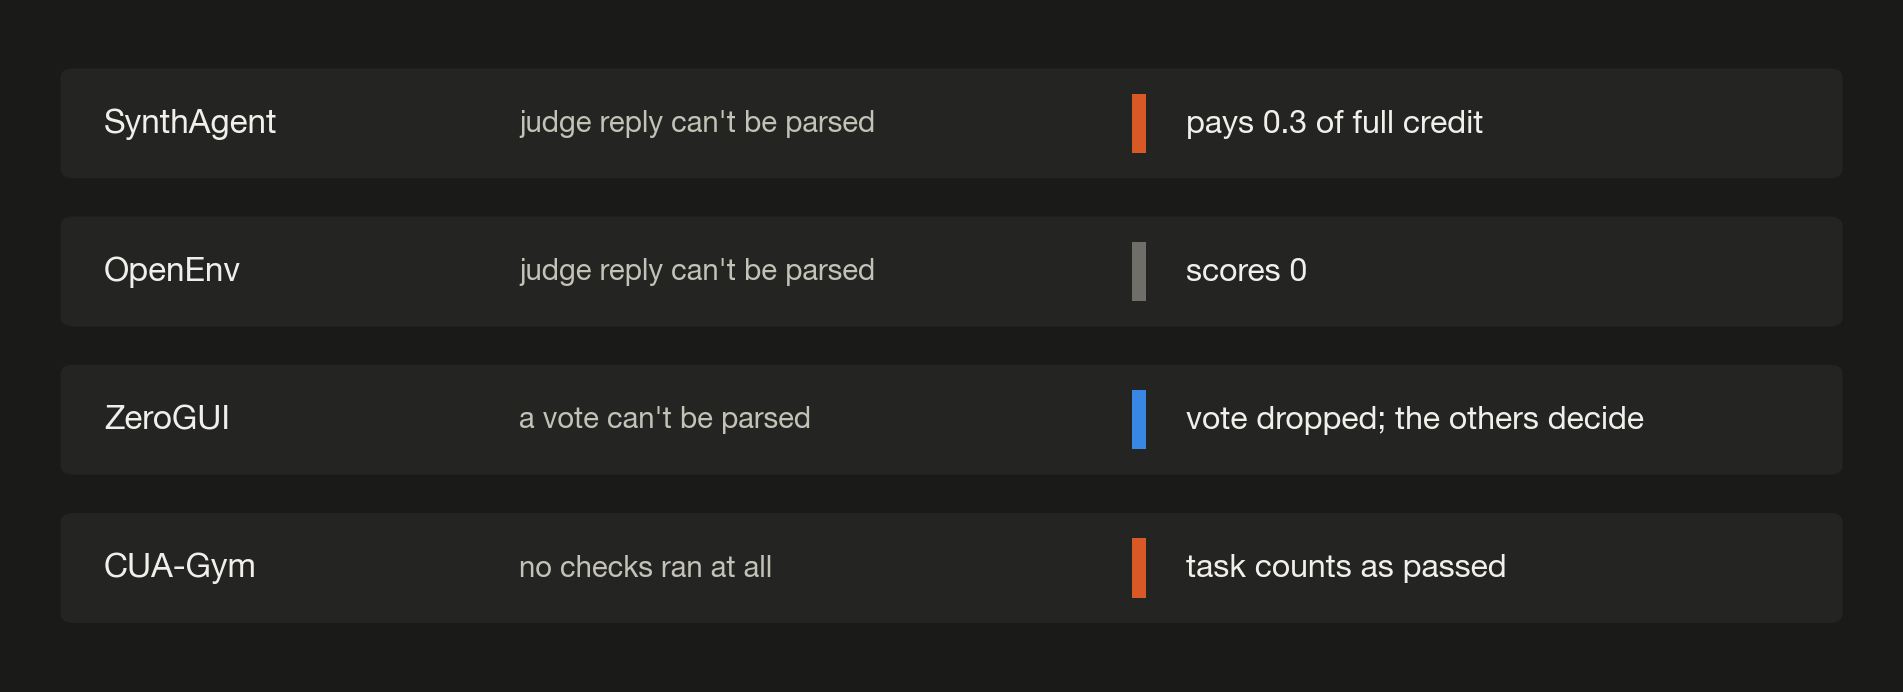 SynthAgent judge reply can't be parsed pays 0.3 of full credit
OpenEnv judge reply can't be parsed scores 0
ZeroGUI a vote can't be parsed vote dropped; the others decide
CUA-Gym no checks ran at all task counts as passed